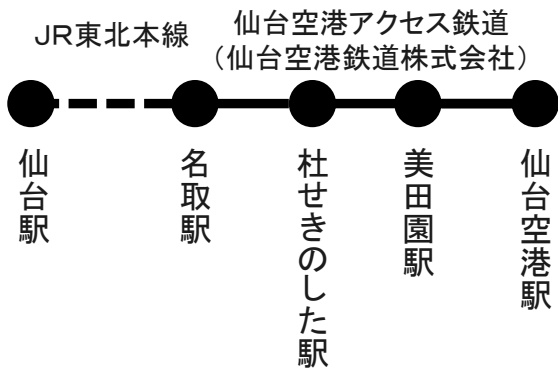 JR東北本線
仙台空港アクセス鉄道
(仙台空港鉄道株式会社)
仙台駅
名取駅
杜せきのした駅
美田園駅
仙台空港駅